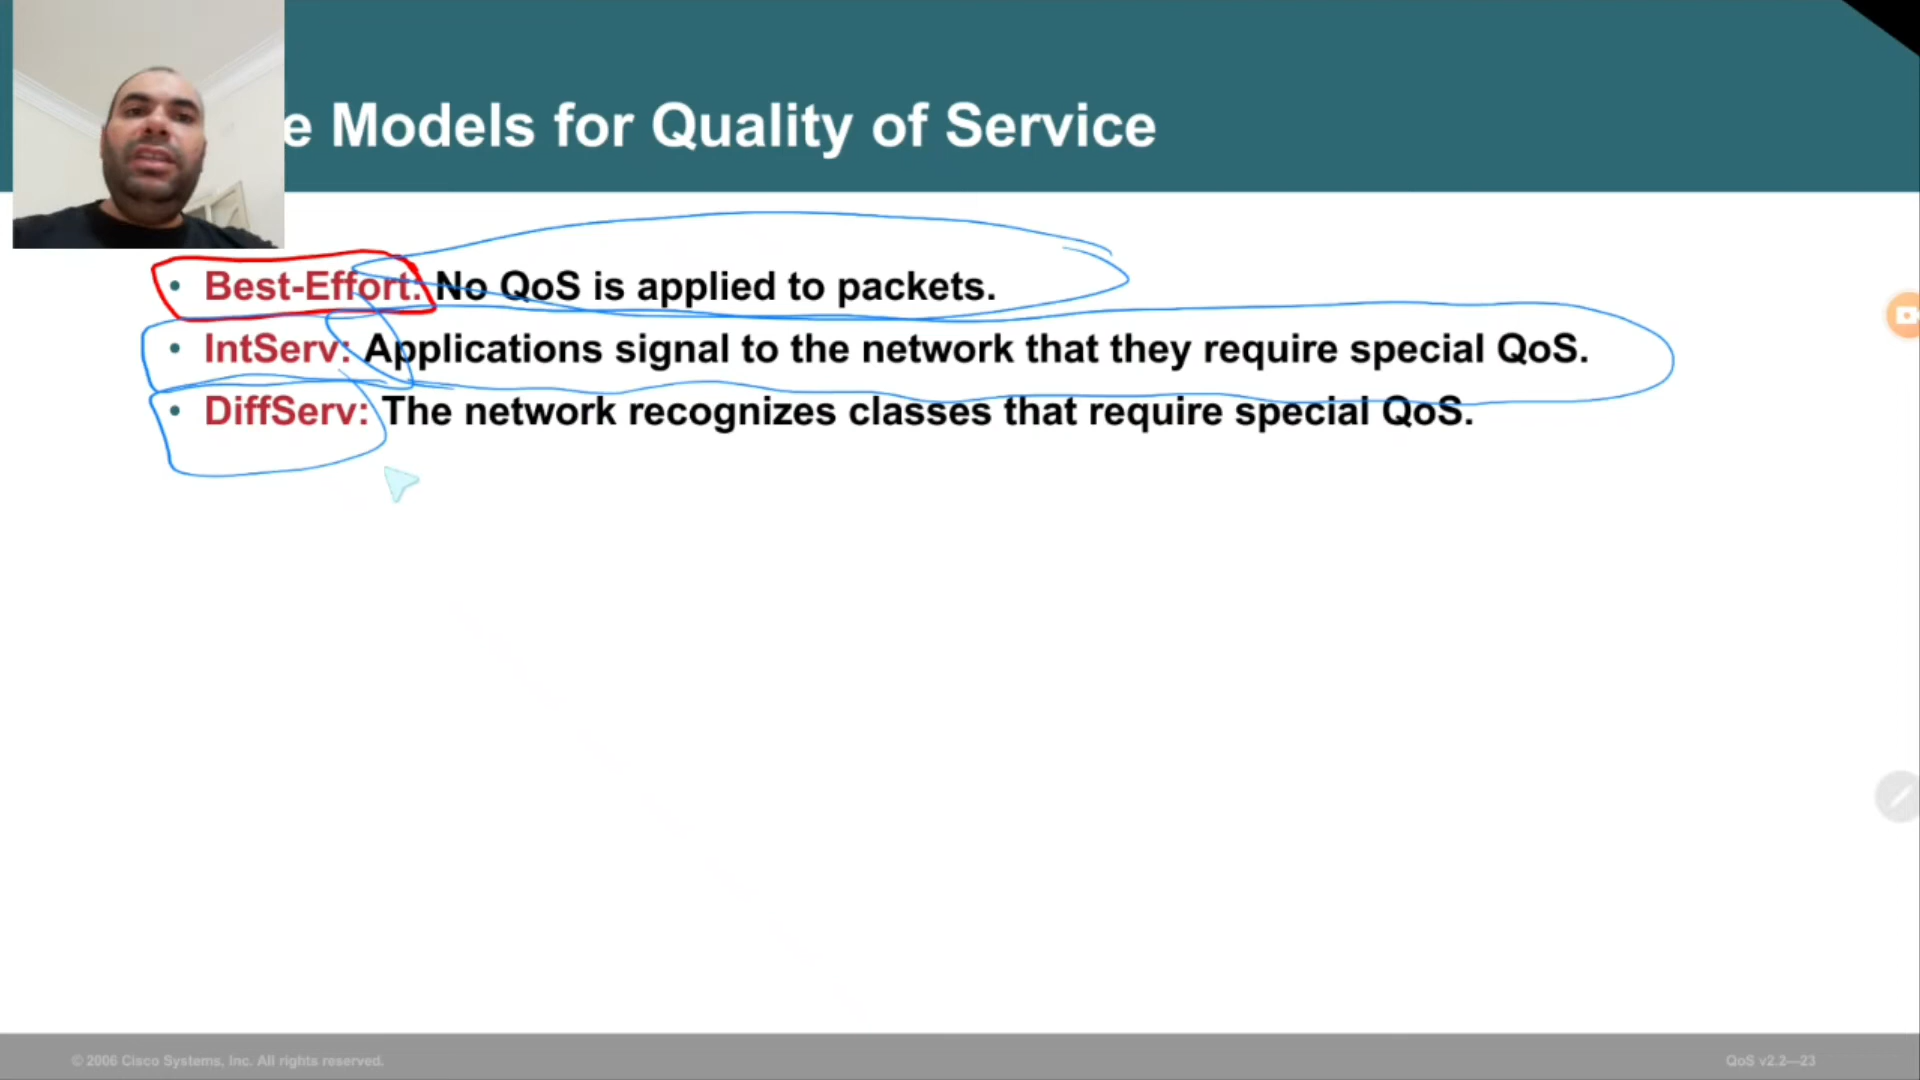 e Models for Quality of Service
• Best-Effort: No QoS is applied to packets.
• IntServ: Applications signal to the network that they require special QoS.
• DiffServ: The network recognizes classes that require special QoS.
© 2006 Cisco Systems, Inc. All rights reserved.
QoS v2.2—23